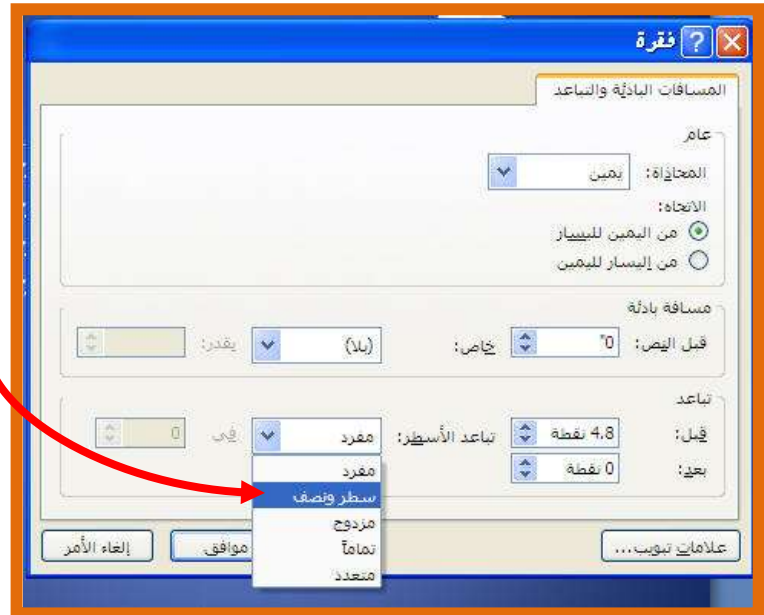 فقرة
المسافات البادئة والتباعد
عام
المحاذاة: يمين
الاتجاه:
من اليمين لليسار
من إليسار لليمين
مسافة بادئة
قبل النص: 0" خاص: (بلا) يقدر:
تباعد
قبل: 4.8 نقطة تباعد الأسطر: مفرد في 0
بعد: 0 نقطة
مفرد
سطر ونصف
مزدوج
تماماً
متعدد
علامات تبويب... موافق إلغاء الأمر